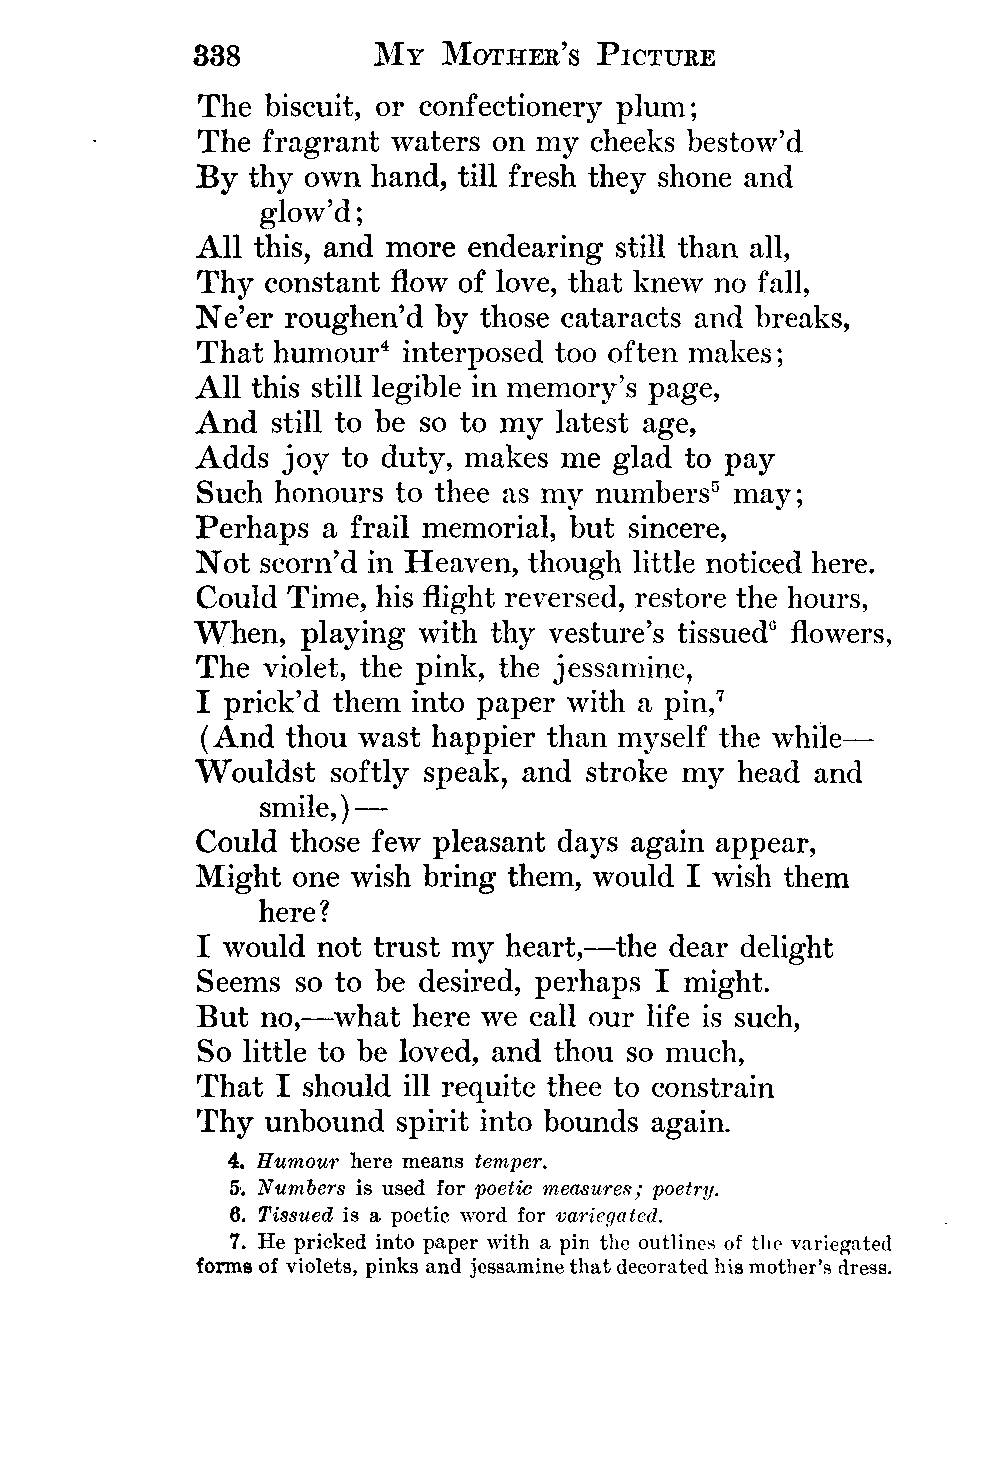 338 MY MOTHER'S PICTURE
The biscuit, or confectionery plum;
The fragrant waters on my cheeks bestow'd
By thy own hand, till fresh they shone and
glow'd;
All this, and more endearing still than all,
Thy constant flow of love, that knew no fall,
Ne'er roughen'd by those cataracts and breaks,
That humour⁴ interposed too often makes;
All this still legible in memory's page,
And still to be so to my latest age,
Adds joy to duty, makes me glad to pay
Such honours to thee as my numbers⁵ may;
Perhaps a frail memorial, but sincere,
Not scorn'd in Heaven, though little noticed here.
Could Time, his flight reversed, restore the hours,
When, playing with thy vesture's tissued⁶ flowers,
The violet, the pink, the jessamine,
I prick'd them into paper with a pin,⁷
(And thou wast happier than myself the while—
Wouldst softly speak, and stroke my head and
smile,)—
Could those few pleasant days again appear,
Might one wish bring them, would I wish them
here?
I would not trust my heart,—the dear delight
Seems so to be desired, perhaps I might.
But no,—what here we call our life is such,
So little to be loved, and thou so much,
That I should ill requite thee to constrain
Thy unbound spirit into bounds again.
4. Humour here means temper.
5. Numbers is used for poetic measures; poetry.
6. Tissued is a poetic word for variegated.
7. He pricked into paper with a pin the outlines of the variegated
forms of violets, pinks and jessamine that decorated his mother's dress.